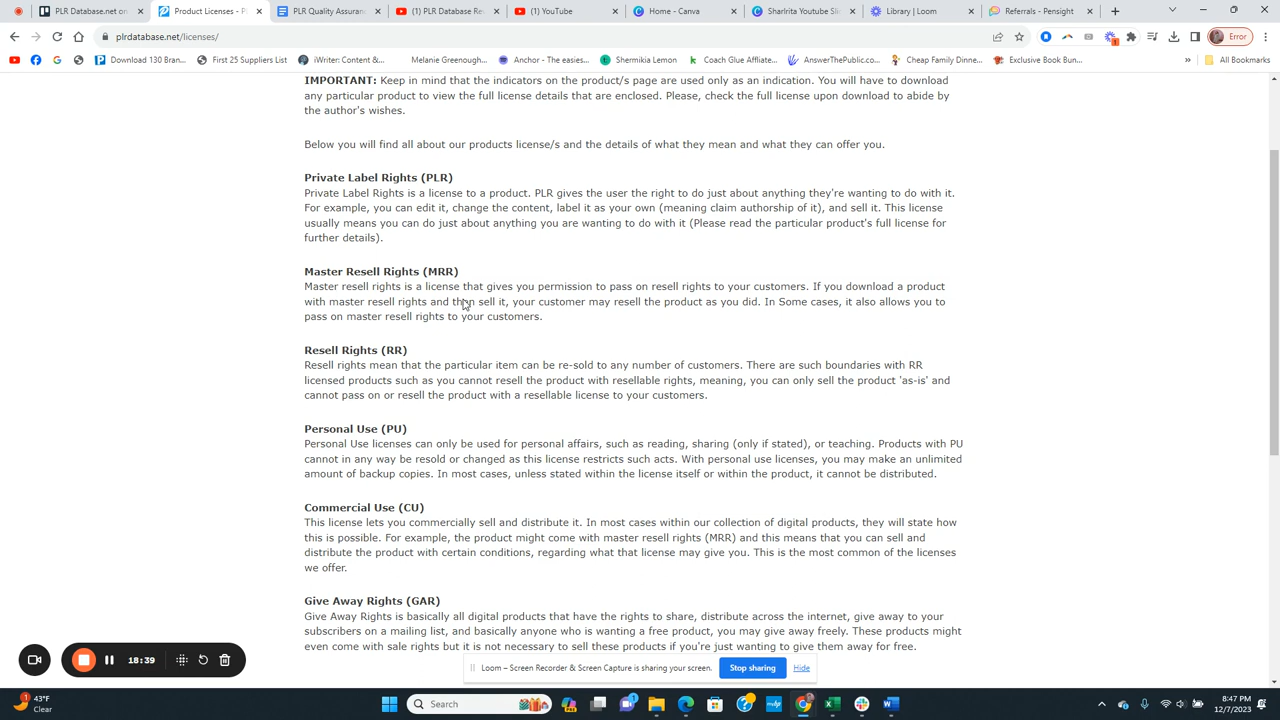 PLR Database.net on
Product Licenses - P
PLR Quality Assuran
(1) PLR Database Re
(1) YouTube
Home - Canva
SharIrita Youtube Sli
Library | Loom
Referrals - Pensight
plrdatabase.net/licenses/
1
Error
Download 130 Bran...
First 25 Suppliers List
iWriter: Content &...
Melanie Greenough...
Anchor - The easies...
Shermikia Lemon
Coach Glue Affliate...
AnswerThePublic.co...
Cheap Family Dinne...
Exclusive Book Bun...
»
All Bookmarks
IMPORTANT: Keep in mind that the indicators on the product/s page are used only as an indication. You will have to download
any particular product to view the full license details that are enclosed. Please, check the full license upon download to abide by
the author's wishes.
Below you will find all about our products license/s and the details of what they mean and what they can offer you.
Private Label Rights (PLR)
Private Label Rights is a license to a product. PLR gives the user the right to do just about anything they're wanting to do with it.
For example, you can edit it, change the content, label it as your own (meaning claim authorship of it), and sell it. This license
usually means you can do just about anything you are wanting to do with it (Please read the particular product's full license for
further details).
Master Resell Rights (MRR)
Master resell rights is a license that gives you permission to pass on resell rights to your customers. If you download a product
with master resell rights and then sell it, your customer may resell the product as you did. In Some cases, it also allows you to
pass on master resell rights to your customers.
Resell Rights (RR)
Resell rights mean that the particular item can be re-sold to any number of customers. There are such boundaries with RR
licensed products such as you cannot resell the product with resellable rights, meaning, you can only sell the product 'as-is' and
cannot pass on or resell the product with a resellable license to your customers.
Personal Use (PU)
Personal Use licenses can only be used for personal affairs, such as reading, sharing (only if stated), or teaching. Products with PU
cannot in any way be resold or changed as this license restricts such acts. With personal use licenses, you may make an unlimited
amount of backup copies. In most cases, unless stated within the license itself or within the product, it cannot be distributed.
Commercial Use (CU)
This license lets you commercially sell and distribute it. In most cases within our collection of digital products, they will state how
this is possible. For example, the product might come with master resell rights (MRR) and this means that you can sell and
distribute the product with certain conditions, regarding what that license may give you. This is the most common of the licenses
we offer.
Give Away Rights (GAR)
Give Away Rights is basically all digital products that have the rights to share, distribute across the internet, give away to your
subscribers on a mailing list, and basically anyone who is wanting a free product, you may give away freely. These products might
even come with sale rights but it is not necessary to sell these products if you're just wanting to give them away for free.
18:39
Loom – Screen Recorder & Screen Capture is sharing your screen.
Stop sharing
Hide
1
43°F
Clear
Search
1
8:47 PM
12/7/2023